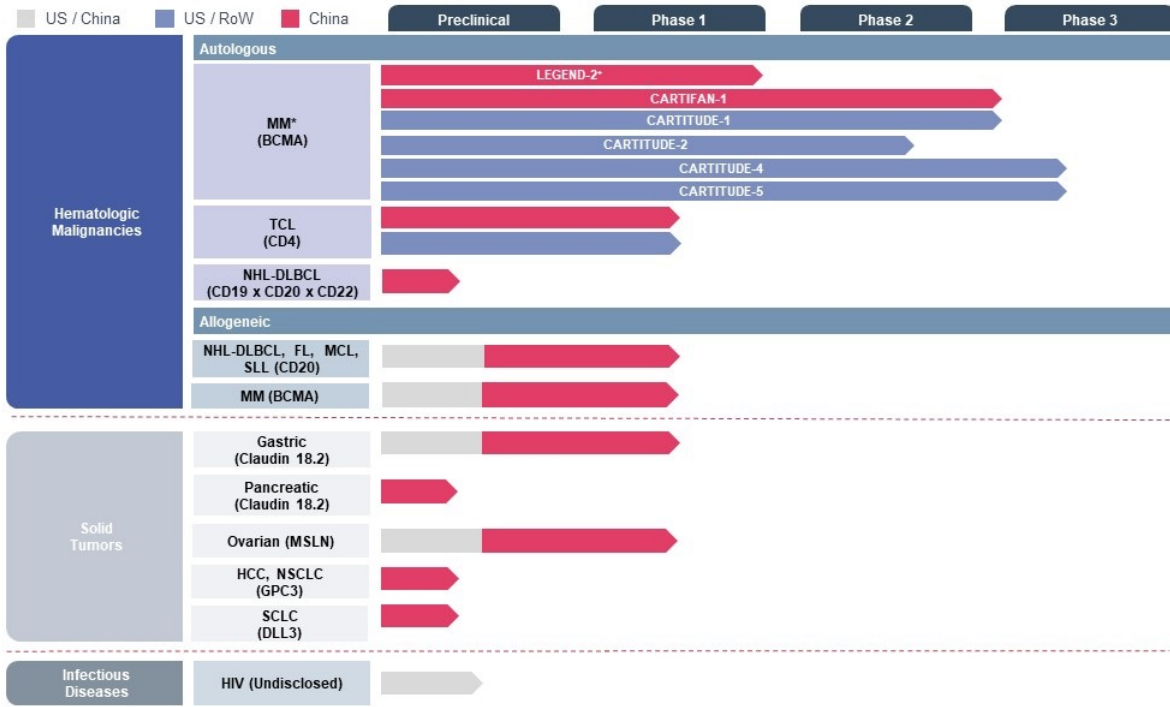 US / China
US / RoW
China
Preclinical
Phase 1
Phase 2
Phase 3
Hematologic
Malignancies
Autologous
MM*
(BCMA)
LEGEND-2*
CARTIFAN-1
CARTITUDE-1
CARTITUDE-2
CARTITUDE-4
CARTITUDE-5
TCL
(CD4)
NHL-DLBCL
(CD19 x CD20 x CD22)
Allogeneic
NHL-DLBCL, FL, MCL,
SLL (CD20)
MM (BCMA)
Solid
Tumors
Gastric
(Claudin 18.2)
Pancreatic
(Claudin 18.2)
Ovarian (MSLN)
HCC, NSCLC
(GPC3)
SCLC
(DLL3)
Infectious
Diseases
HIV (Undisclosed)